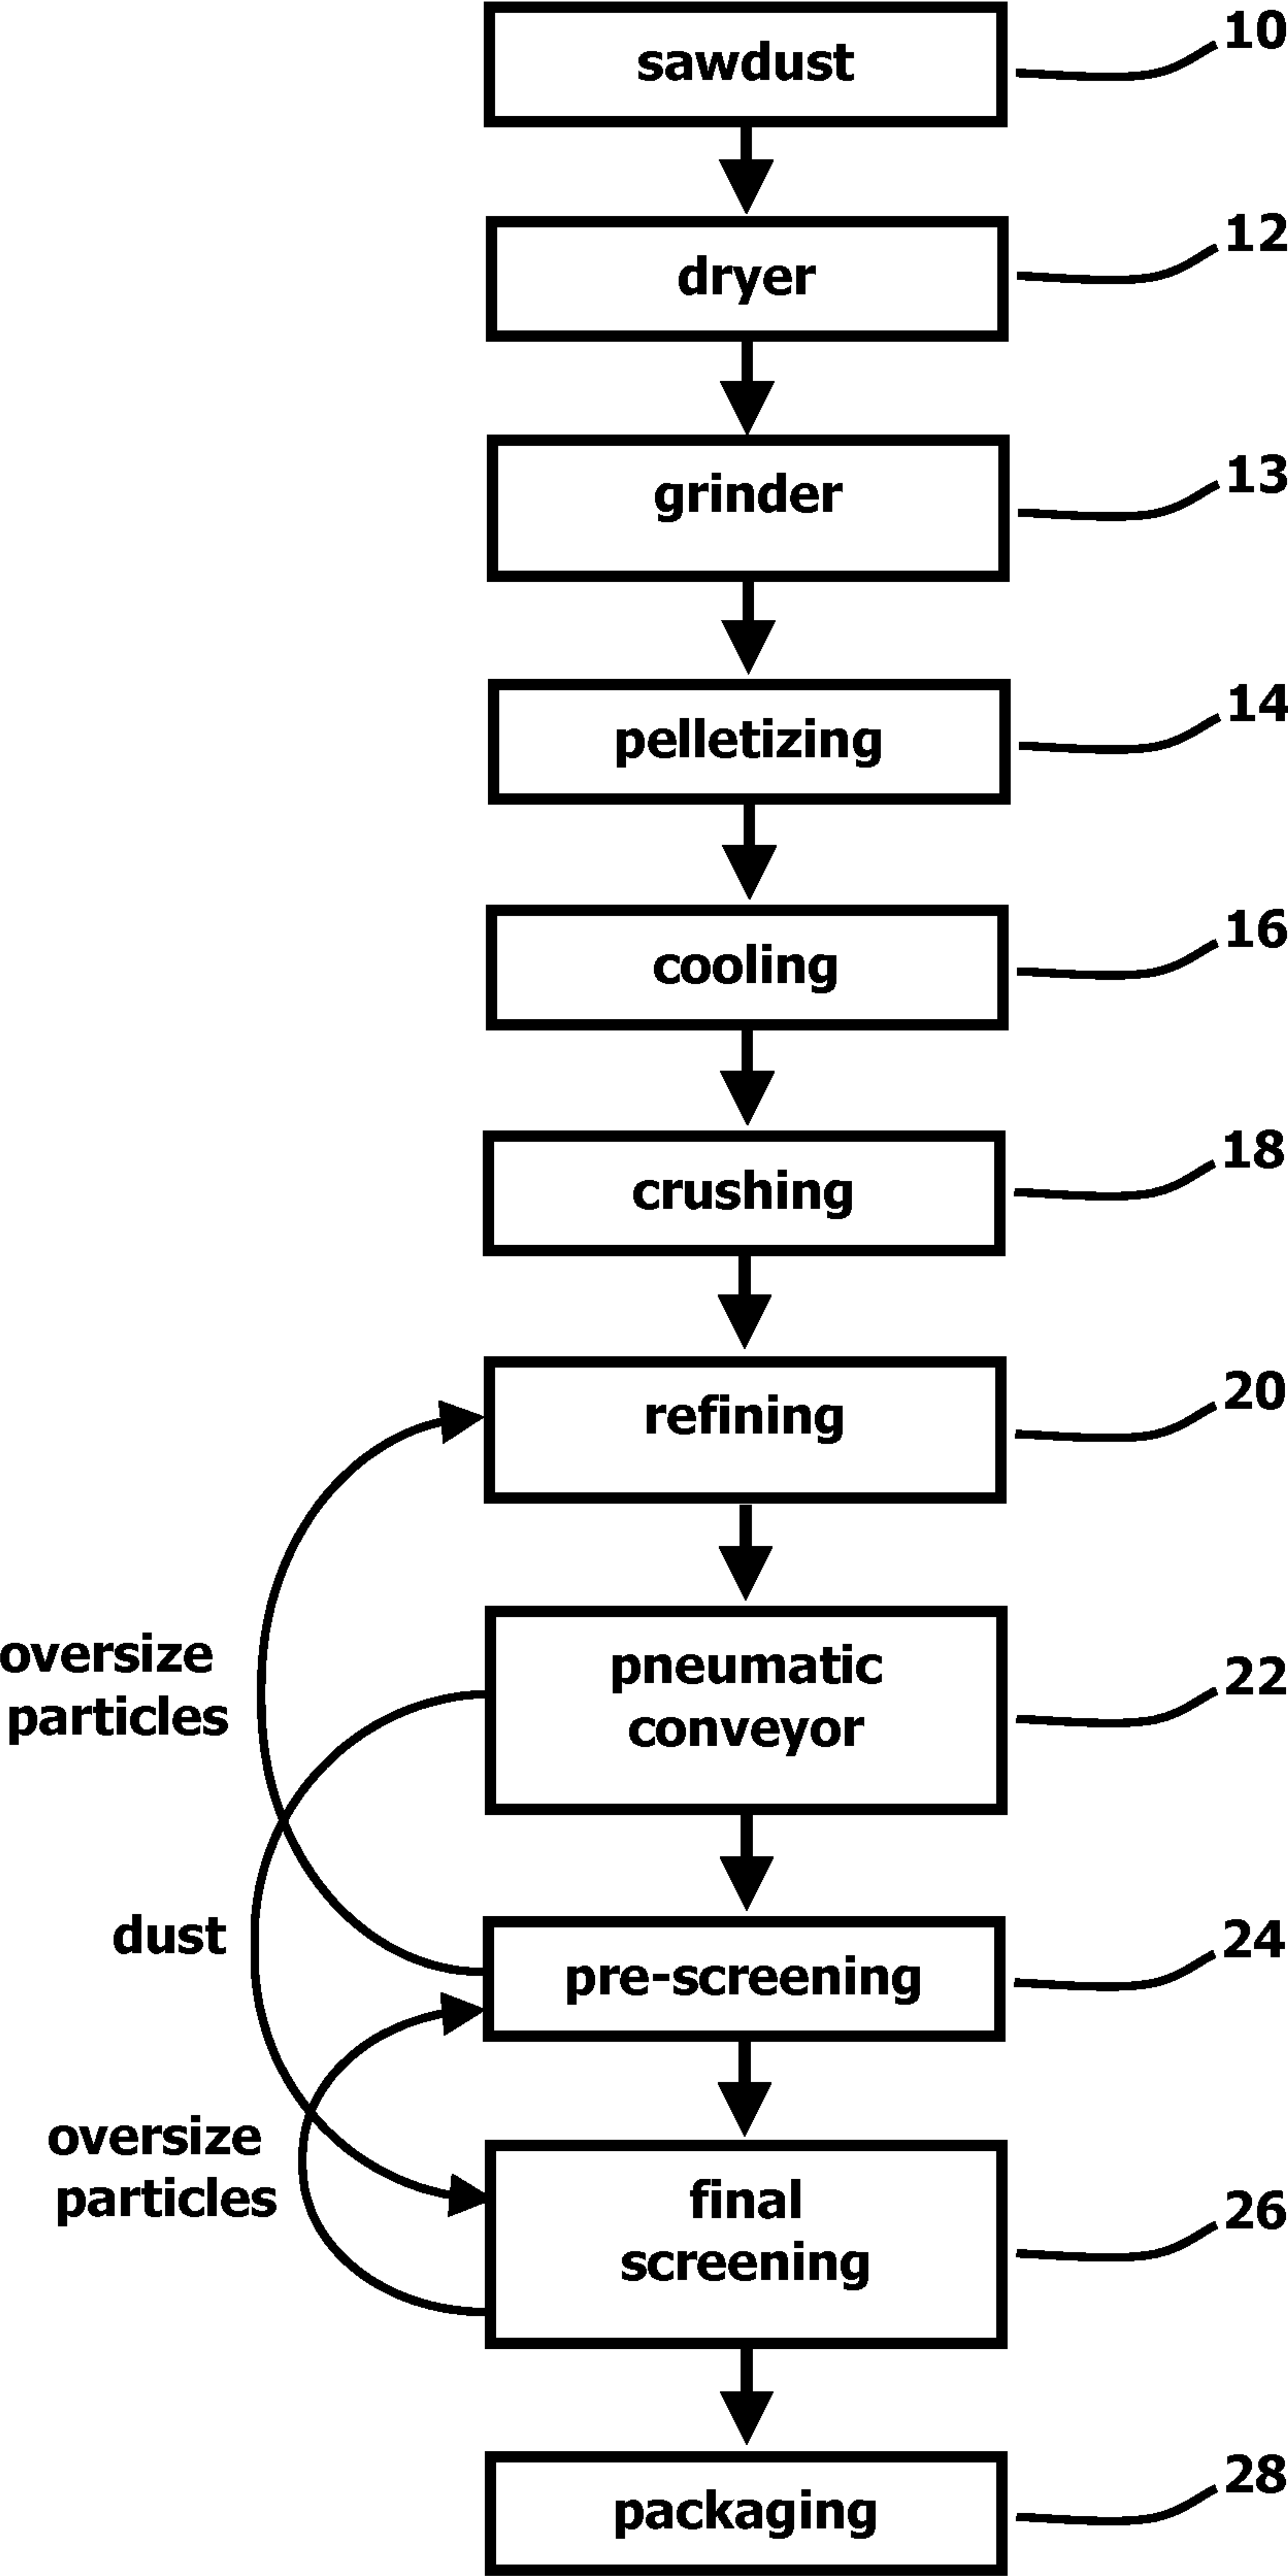 sawdust
10
dryer
12
grinder
13
pelletizing
14
cooling
16
crushing
18
refining
20
oversize
particles
pneumatic
conveyor
22
dust
pre-screening
24
oversize
particles
final
screening
26
packaging
28